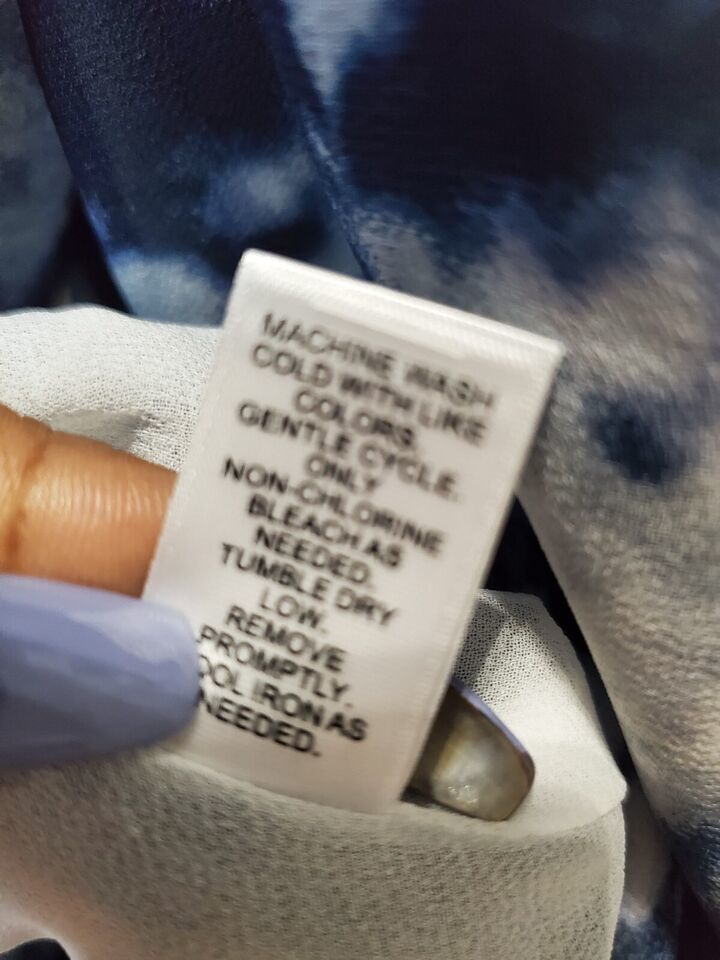 MACHINE WASH
COLD WITH LIKE
COLORS.
GENTLE CYCLE.
ONLY
NON-CHLORINE
BLEACH AS
NEEDED.
TUMBLE DRY
LOW.
REMOVE
PROMPTLY.
OOL IRON AS
NEEDED.